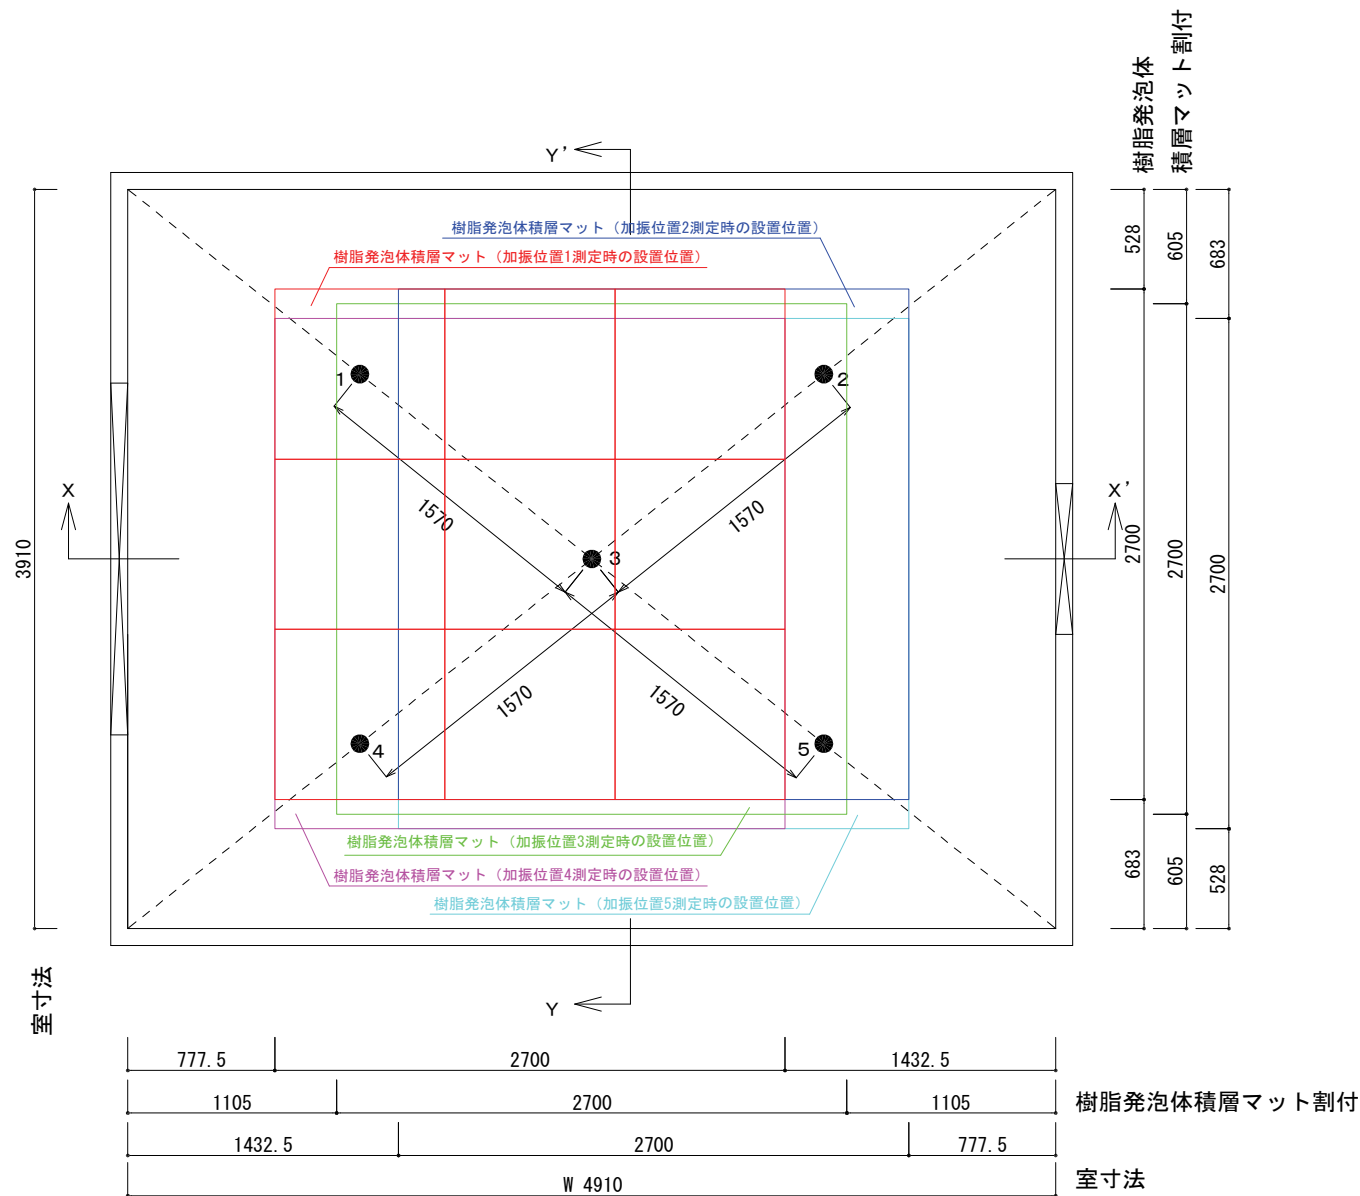 樹脂発泡体
積層マット割付
Y'
528
605
683
樹脂発泡体積層マット（加振位置2測定時の設置位置）
樹脂発泡体積層マット（加振位置1測定時の設置位置）
1
2
X
X'
1570
1570
3910
3
2700
2700
2700
1570
1570
4
5
樹脂発泡体積層マット（加振位置3測定時の設置位置）
樹脂発泡体積層マット（加振位置4測定時の設置位置）
樹脂発泡体積層マット（加振位置5測定時の設置位置）
683
605
528
室寸法
Y
777.5
2700
1432.5
1105
2700
1105
樹脂発泡体積層マット割付
1432.5
2700
777.5
W 4910
室寸法